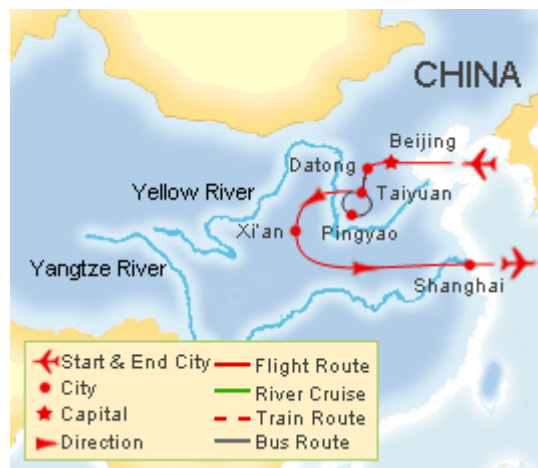 CHINA
Beijing
Datong
Taiyuan
Yellow River
Xi'an
Pingyao
Yangtze River
Shanghai
Start & End City
Flight Route
City
River Cruise
Capital
Train Route
Direction
Bus Route